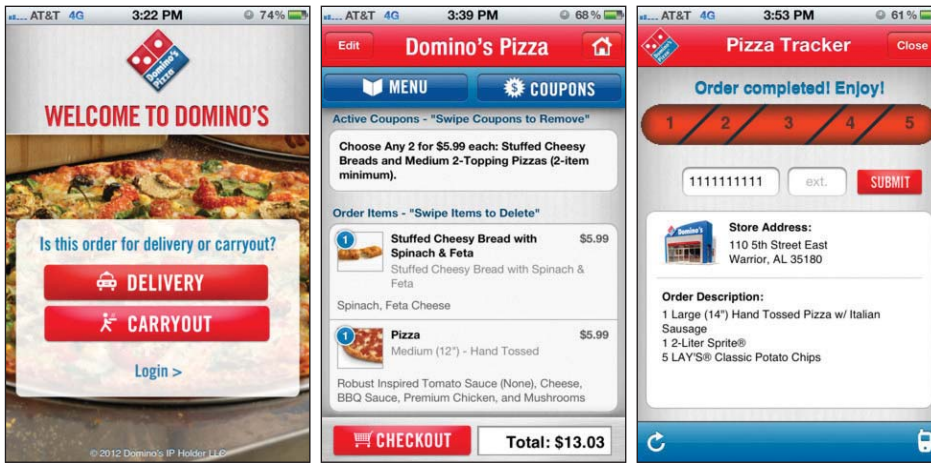 AT&T 4G 3:22 PM 74%
Domino's Pizza
WELCOME TO DOMINO'S
Is this order for delivery or carryout?
DELIVERY
CARRYOUT
Login >
© 2012 Domino's IP Holder LLC
AT&T 4G 3:39 PM 68%
Edit Domino's Pizza
MENU COUPONS
Active Coupons - "Swipe Coupons to Remove"
Choose Any 2 for $5.99 each: Stuffed Cheesy
Breads and Medium 2-Topping Pizzas (2-item
minimum).
Order Items - "Swipe Items to Delete"
1 Stuffed Cheesy Bread with $5.99
Spinach & Feta
Stuffed Cheesy Bread with Spinach &
Feta
Spinach, Feta Cheese
1 Pizza $5.99
Medium (12") - Hand Tossed
Robust Inspired Tomato Sauce (None), Cheese,
BBQ Sauce, Premium Chicken, and Mushrooms
CHECKOUT Total: $13.03
AT&T 4G 3:53 PM 61%
Pizza Tracker Close
Order completed! Enjoy!
1 2 3 4 5
1111111111 ext. SUBMIT
Domino's
Store Address:
110 5th Street East
Warrior, AL 35180
Order Description:
1 Large (14") Hand Tossed Pizza w/ Italian
Sausage
1 2-Liter Sprite®
5 LAY'S® Classic Potato Chips